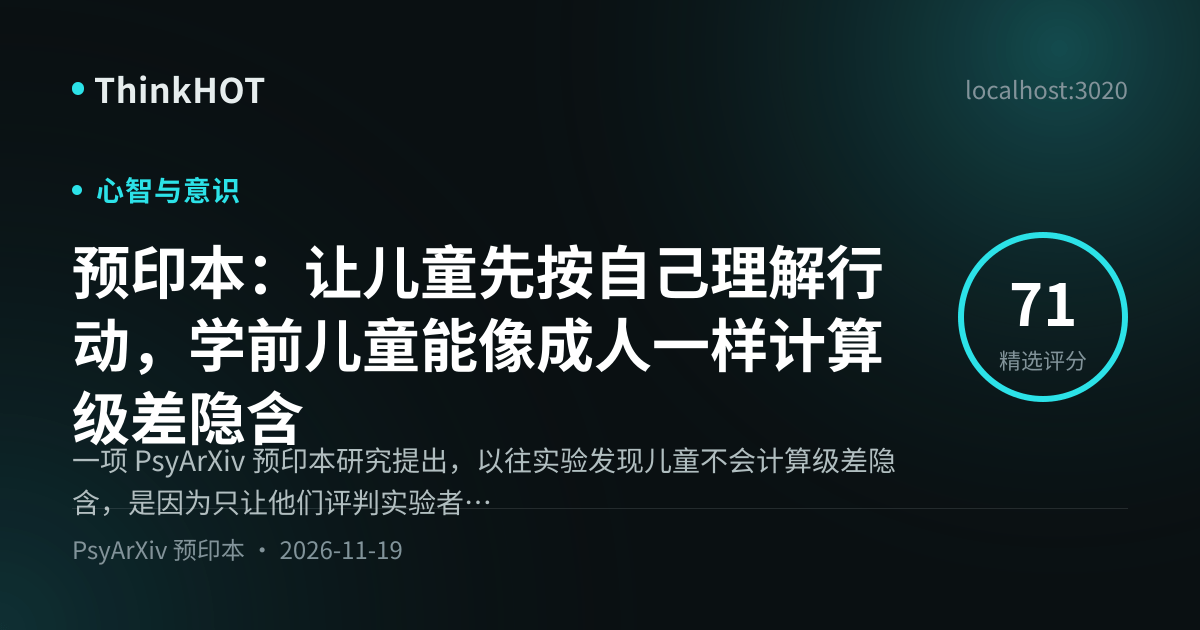 ThinkHOT
localhost:3020
心智与意识
预印本：让儿童先按自己理解行
动，学前儿童能像成人一样计算
级差隐含
71
精选评分
一项 PsyArXiv 预印本研究提出，以往实验发现儿童不会计算级差隐
含，是因为只让他们评判实验者…
PsyArXiv 预印本 · 2026-11-19